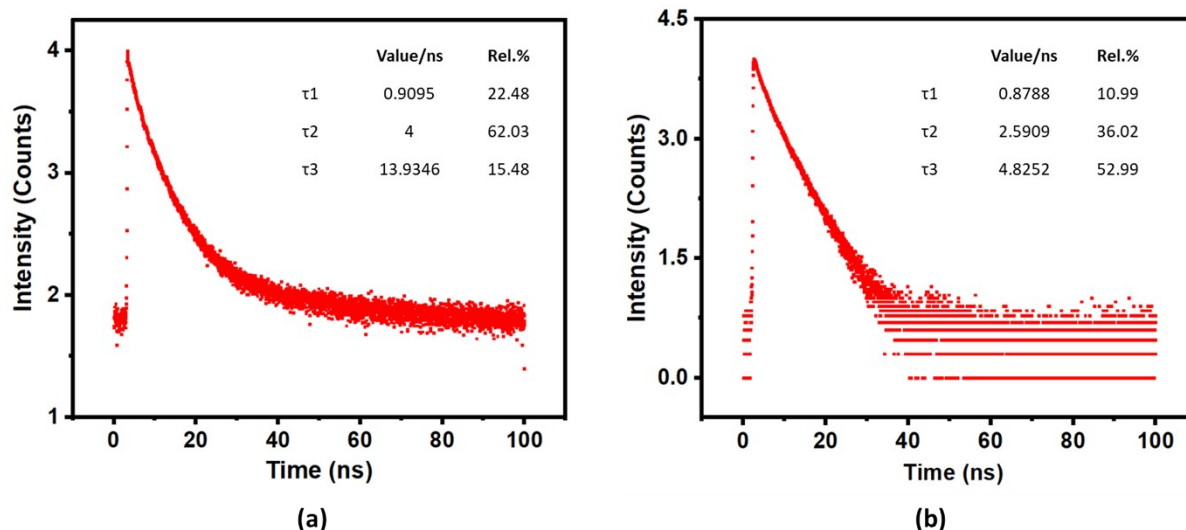 Intensity (Counts)
4
3
2
1
Value/ns Rel.%
τ1 0.9095 22.48
τ2 4 62.03
τ3 13.9346 15.48
0 20 40 60 80 100
Time (ns)
(a)
Intensity (Counts)
4.5
3.0
1.5
0.0
Value/ns Rel.%
τ1 0.8788 10.99
τ2 2.5909 36.02
τ3 4.8252 52.99
0 20 40 60 80 100
Time (ns)
(b)